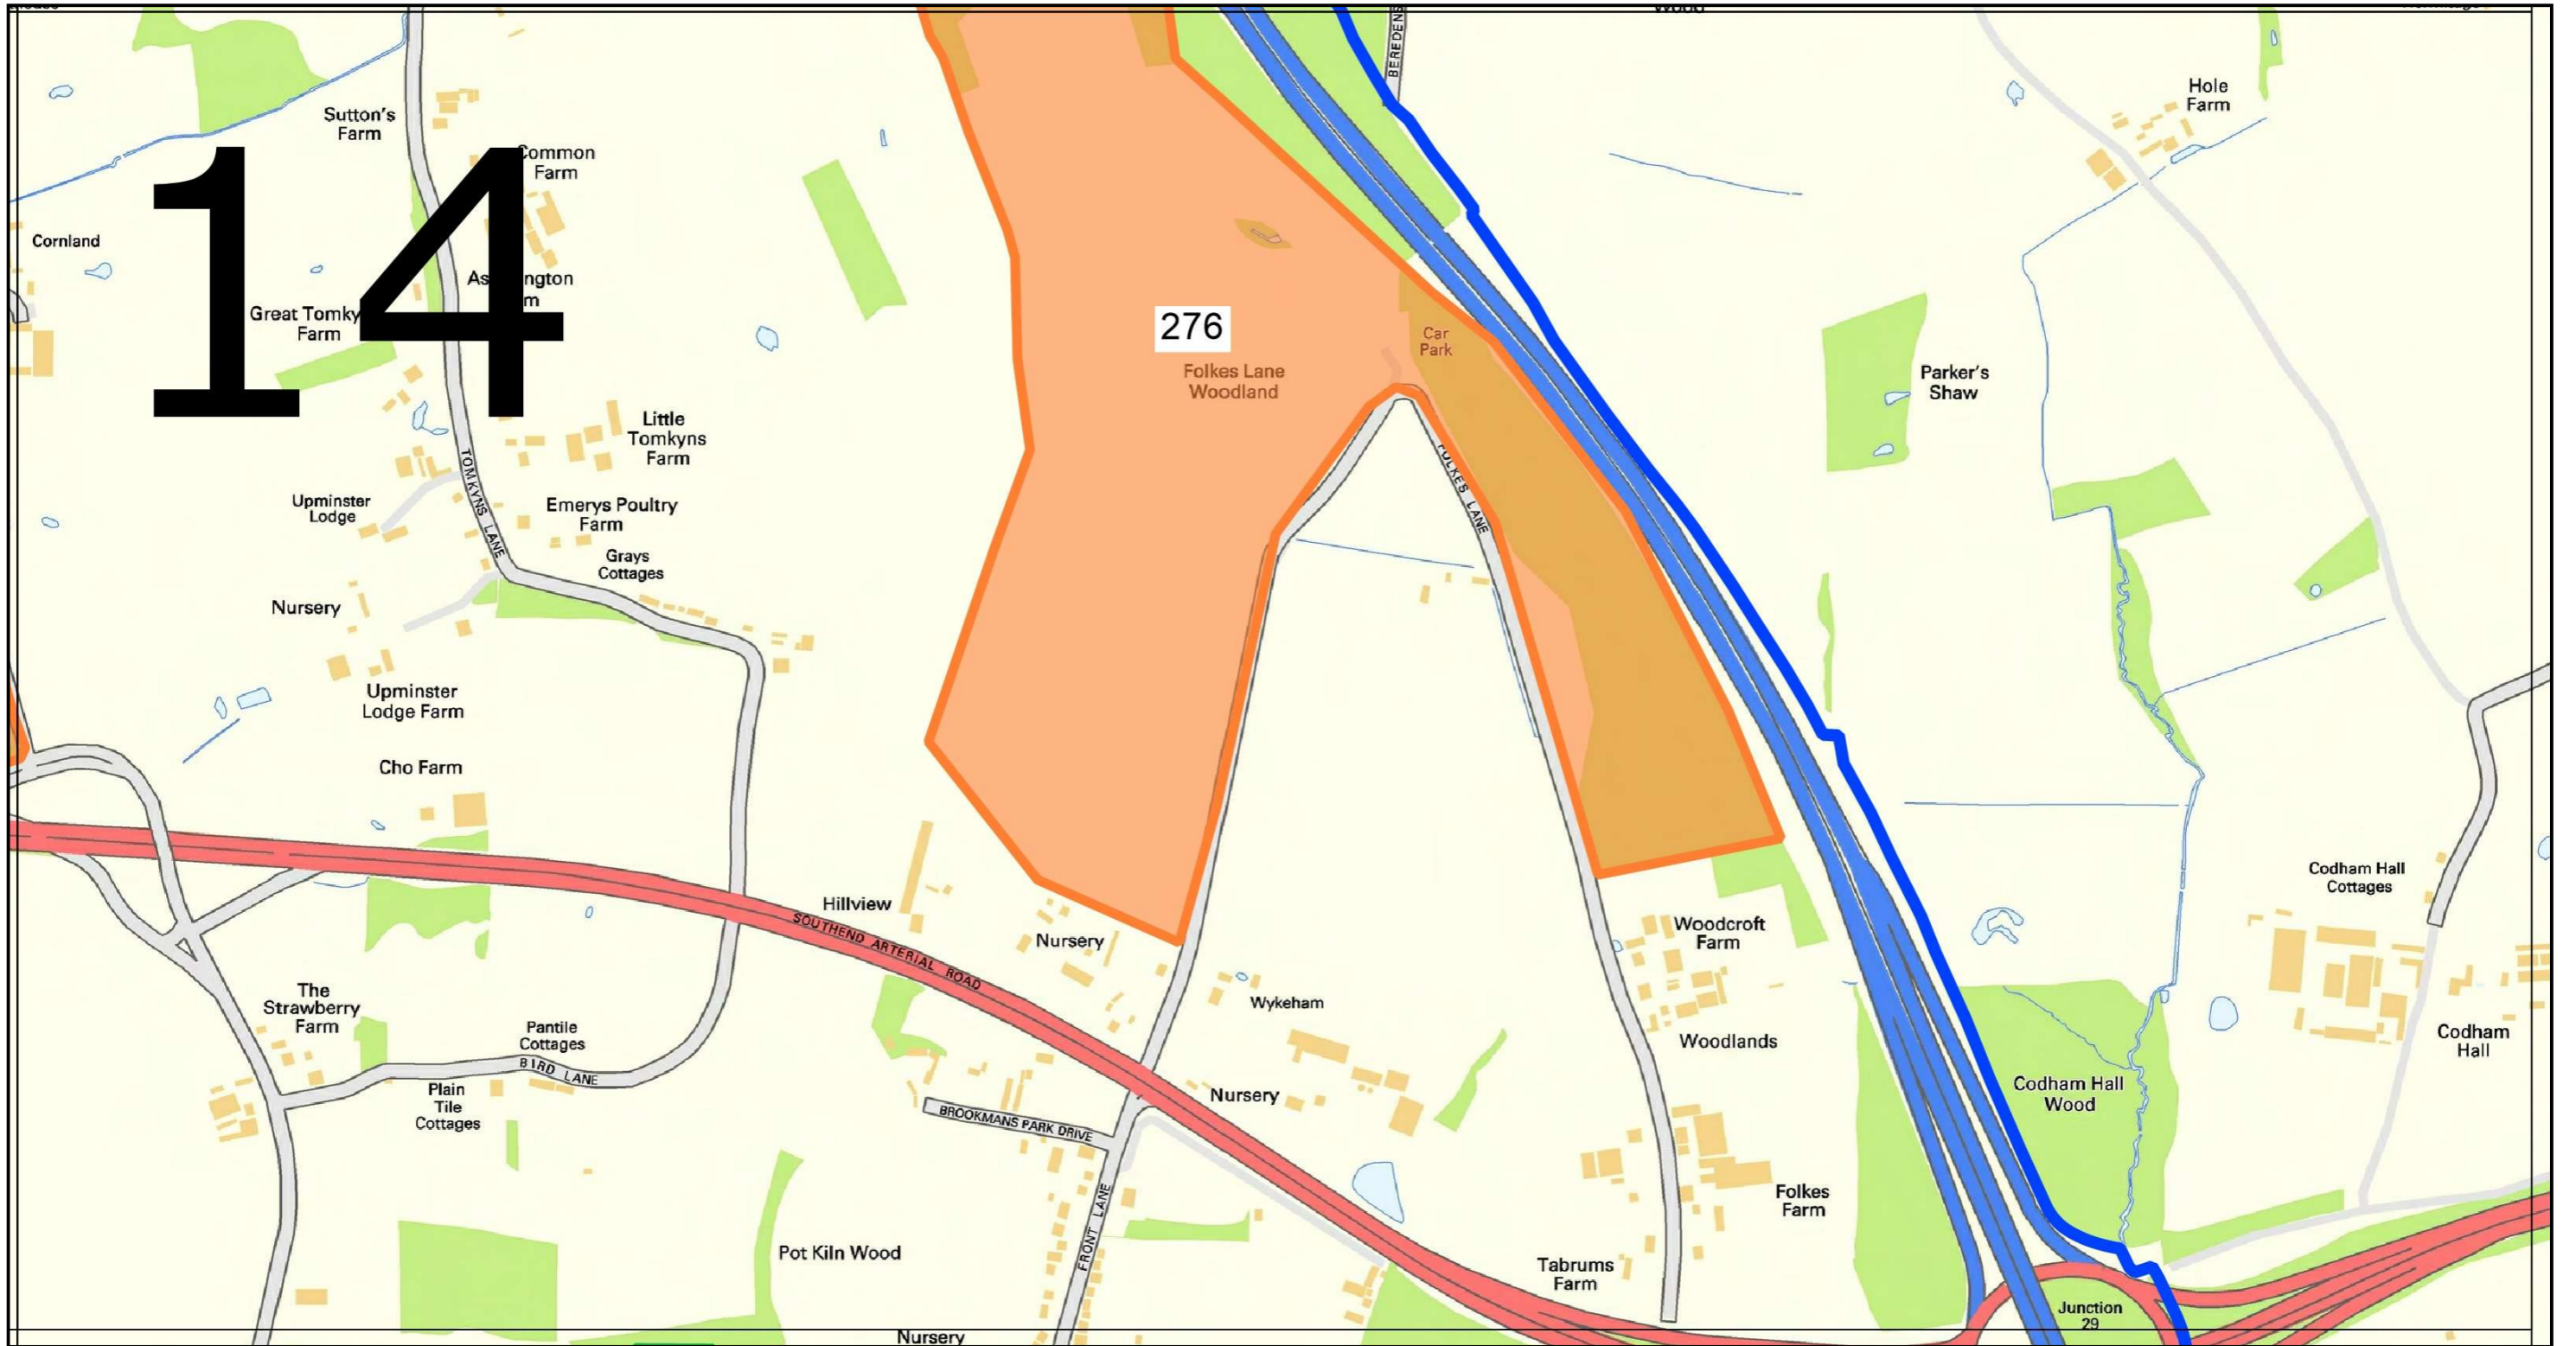 BEREDENS
Hole
Farm
Sutton's
Farm
14
Common
Farm
Cornland
Great Tomky
Farm
276
Car
Park
Folkes Lane
Woodland
Parker's
Shaw
Little
Tomkyns
Farm
TOMKYNS LANE
FOLKES LANE
Upminster
Lodge
Emerys Poultry
Farm
Grays
Cottages
Nursery
Upminster
Lodge Farm
Cho Farm
Codham Hall
Cottages
Hillview
SOUTHEND ARTERIAL ROAD
Nursery
Woodcroft
Farm
Wykeham
The
Strawberry
Farm
Pantile
Cottages
BIRD LANE
Woodlands
Codham
Hall
Plain
Tile
Cottages
BROOKMANS PARK DRIVE
Nursery
Codham Hall
Wood
FRONT LANE
Folkes
Farm
Pot Kiln Wood
Tabrums
Farm
Junction
29
Nursery